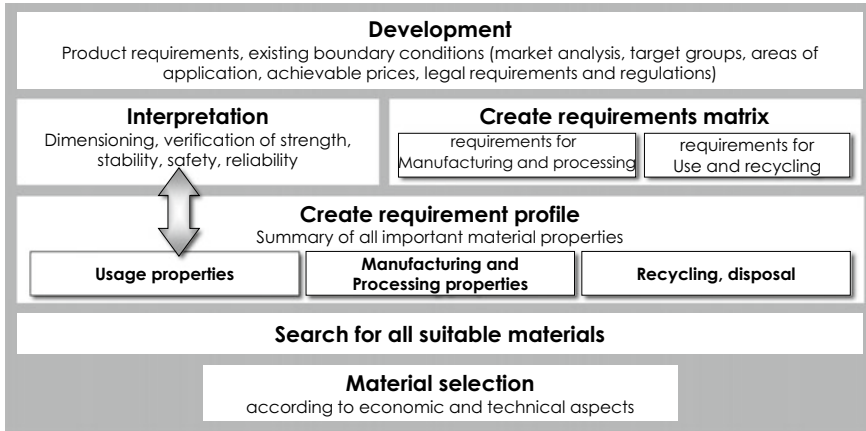 Development
Product requirements, existing boundary conditions (market analysis, target groups, areas of
application, achievable prices, legal requirements and regulations)
Interpretation
Dimensioning, verification of strength,
stability, safety, reliability
Create requirements matrix
requirements for
Manufacturing and processing
requirements for
Use and recycling
Create requirement profile
Summary of all important material properties
Usage properties
Manufacturing and
Processing properties
Recycling, disposal
Search for all suitable materials
Material selection
according to economic and technical aspects